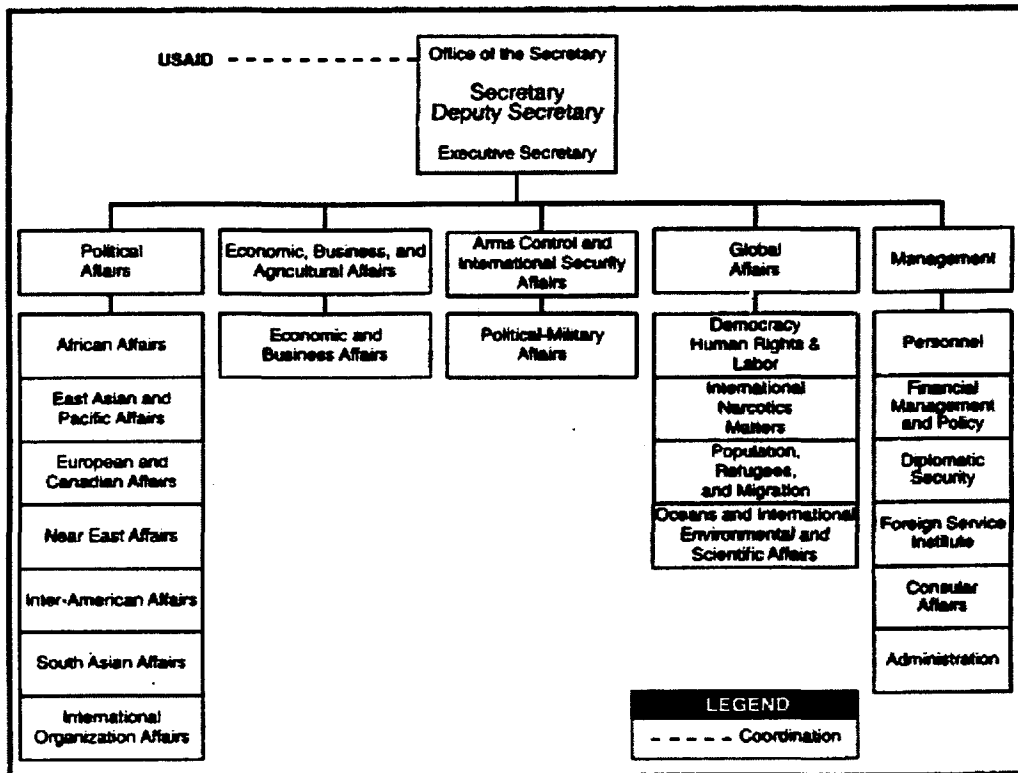 USAID
Office of the Secretary
Secretary
Deputy Secretary
Executive Secretary
Political
Affairs
Economic, Business, and
Agricultural Affairs
Arms Control and
International Security
Affairs
Global
Affairs
Management
African Affairs
East Asian and
Pacific Affairs
European and
Canadian Affairs
Near East Affairs
Inter-American Affairs
South Asian Affairs
International
Organization Affairs
Economic and
Business Affairs
Political-Military
Affairs
Democracy
Human Rights &
Labor
International
Narcotics
Matters
Population,
Refugees,
and Migration
Oceans and International
Environmental and
Scientific Affairs
Personnel
Financial
Management
and Policy
Diplomatic
Security
Foreign Service
Institute
Consular
Affairs
Administration
LEGEND
Coordination